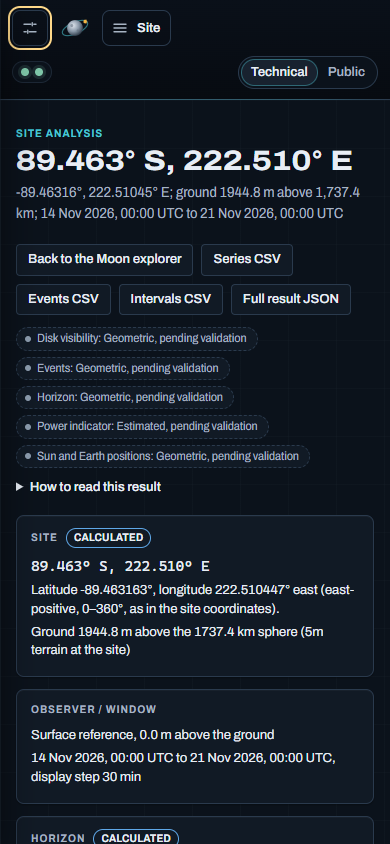 Site
Technical Public
SITE ANALYSIS
89.463° S, 222.510° E
-89.46316°, 222.51045° E; ground 1944.8 m above 1,737.4
km; 14 Nov 2026, 00:00 UTC to 21 Nov 2026, 00:00 UTC
Back to the Moon explorer Series CSV
Events CSV Intervals CSV Full result JSON
Disk visibility: Geometric, pending validation
Events: Geometric, pending validation
Horizon: Geometric, pending validation
Power indicator: Estimated, pending validation
Sun and Earth positions: Geometric, pending validation
How to read this result
SITE CALCULATED
89.463° S, 222.510° E
Latitude -89.463163°, longitude 222.510447° east (east-
positive, 0–360°, as in the site coordinates).
Ground 1944.8 m above the 1737.4 km sphere (5m
terrain at the site)
OBSERVER / WINDOW
Surface reference, 0.0 m above the ground
14 Nov 2026, 00:00 UTC to 21 Nov 2026, 00:00 UTC,
display step 30 min
HORIZON CALCULATED